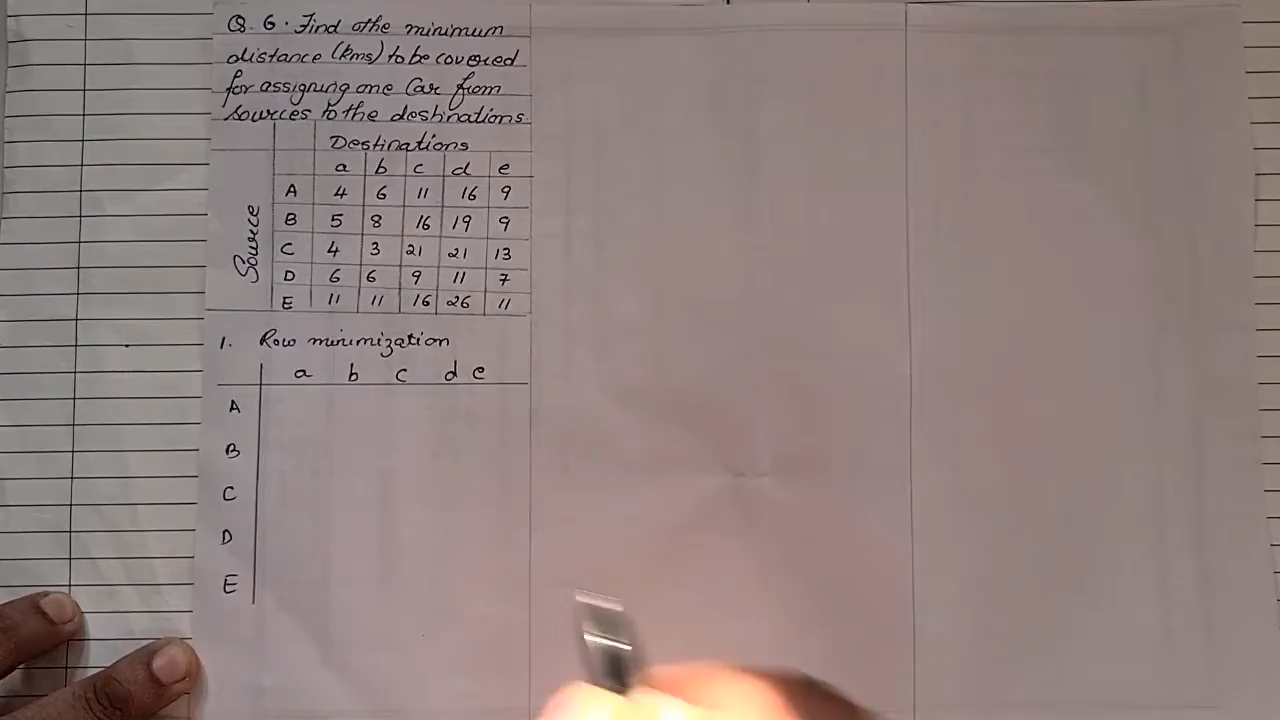 Q. 6. Find the minimum
distance (kms) to be covered
for assigning one Car from
sources to the destinations.
Destinations
a b c d e
Source
A 4 6 11 16 9
B 5 8 16 19 9
C 4 3 21 21 13
D 6 6 9 11 7
E 11 11 16 26 11
1. Row minimization
a b c d e
A
B
C
D
E